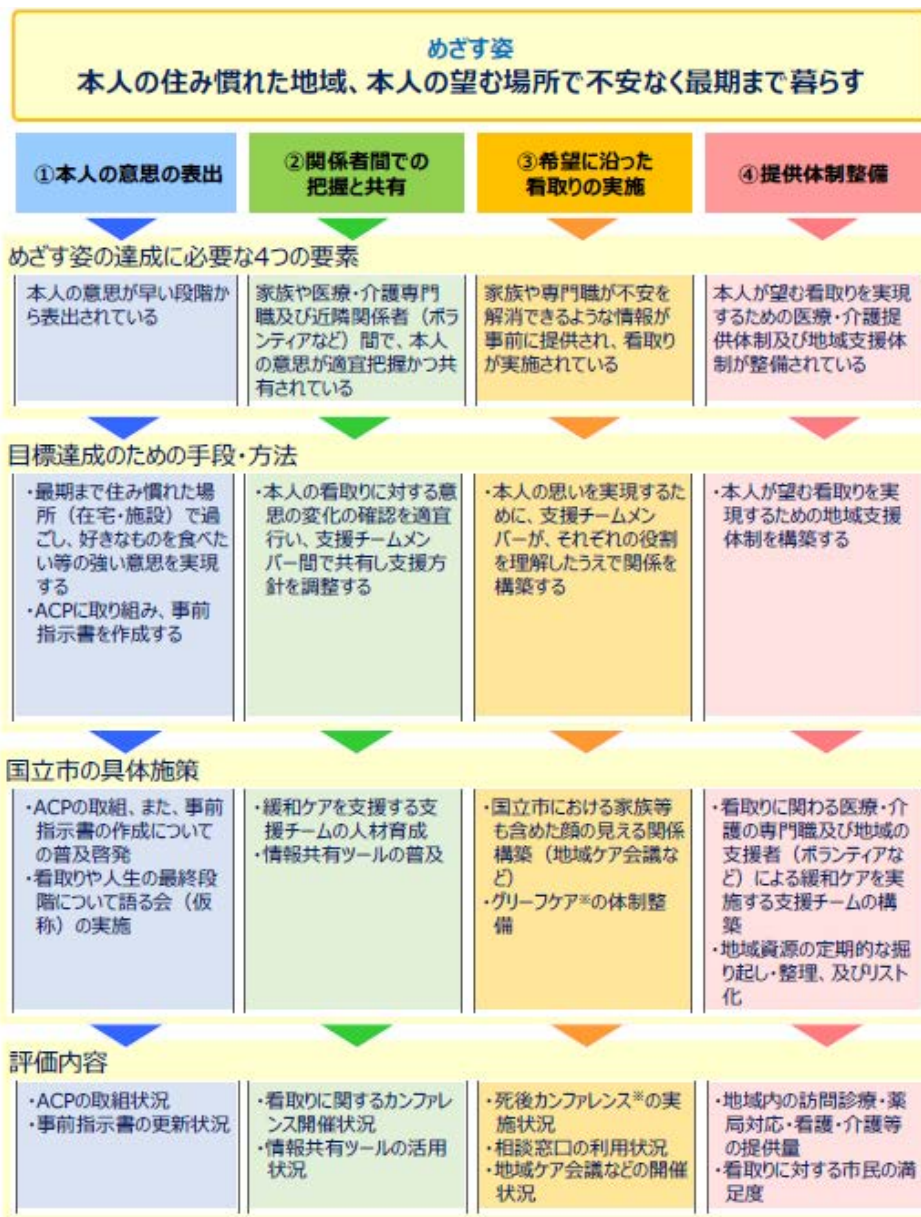 めざす姿
本人の住み慣れた地域、本人の望む場所で不安なく最期まで暮らす
①本人の意思の表出
②関係者間での
把握と共有
③希望に沿った
看取りの実施
④提供体制整備
めざす姿の達成に必要な4つの要素
本人の意思が早い段階か
ら表出されている
家族や医療・介護専門
職及び近隣関係者（ボラ
ンティアなど）間で、本人
の意思が適宜把握かつ共
有されている
家族や専門職が不安を
解消できるような情報が
事前に提供され、看取り
が実施されている
本人が望む看取りを実現
するための医療・介護提
供体制及び地域支援体
制が整備されている
目標達成のための手段・方法
・最期まで住み慣れた場
所（在宅・施設）で過
ごし、好きなものを食べた
い等の強い意思を実現
する
・ACPに取り組み、事前
指示書を作成する
・本人の看取りに対する意
思の変化の確認を適宜
行い、支援チームメン
バー間で共有し支援方
針を調整する
・本人の思いを実現するた
めに、支援チームメン
バーが、それぞれの役割
を理解したうえで関係を
構築する
・本人が望む看取りを実
現するための地域支援
体制を構築する
国立市の具体施策
・ACPの取組、また、事前
指示書の作成について
の普及啓発
・看取りや人生の最終段
階について語る会（仮
称）の実施
・緩和ケアを支援する支
援チームの人材育成
・情報共有ツールの普及
・国立市における家族等
も含めた顔の見える関係
構築（地域ケア会議な
ど）
・グリーフケア※の体制整
備
・看取りに関わる医療・介
護の専門職及び地域の
支援者（ボランティアな
ど）による緩和ケアを実
施する支援チームの構
築
・地域資源の定期的な掘
り起し・整理、及びリスト
化
評価内容
・ACPの取組状況
・事前指示書の更新状況
・看取りに関するカンファレ
ンス開催状況
・情報共有ツールの活用
状況
・死後カンファレンス※の実
施状況
・相談窓口の利用状況
・地域ケア会議などの開催
状況
・地域内の訪問診療・薬
局対応・看護・介護等
の提供量
・看取りに対する市民の満
足度